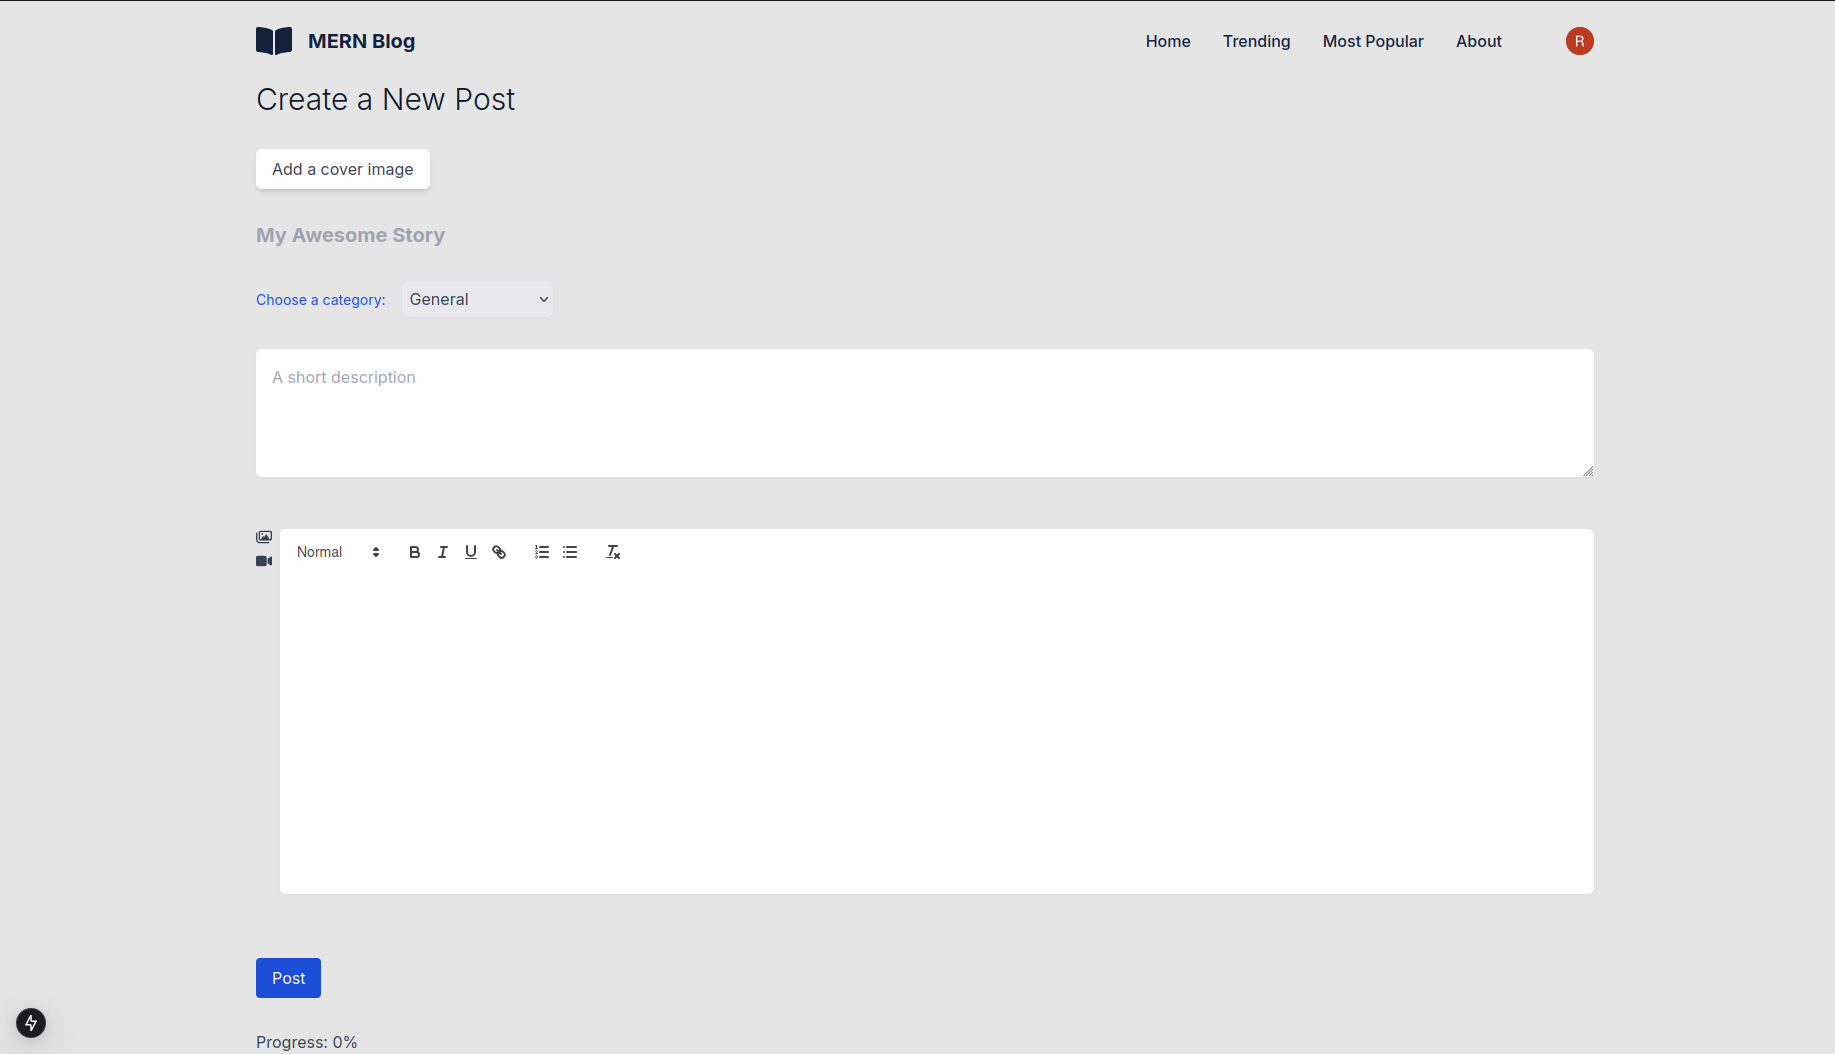 MERN Blog
Home Trending Most Popular About R
Create a New Post
Add a cover image
My Awesome Story
Choose a category: General
A short description
Normal B I U
Post
Progress: 0%